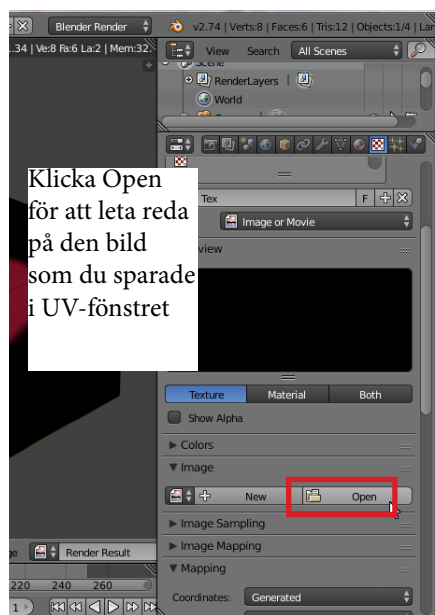 Blender Render
v2.74 | Verts:8 | Faces:6 | Tris:12 | Objects:1/4 | Lar
.34 | Ve:8 Fa:6 La:2 | Mem:32.
View Search All Scenes
Scene
RenderLayers |
World
Tex F
Image or Movie
view
Klicka Open
för att leta reda
på den bild
som du sparade
i UV-fönstret
Texture Material Both
Show Alpha
Colors
Image
New Open
Image Sampling
Image Mapping
Mapping
Render Result
220 240 260
Coordinates: Generated
1